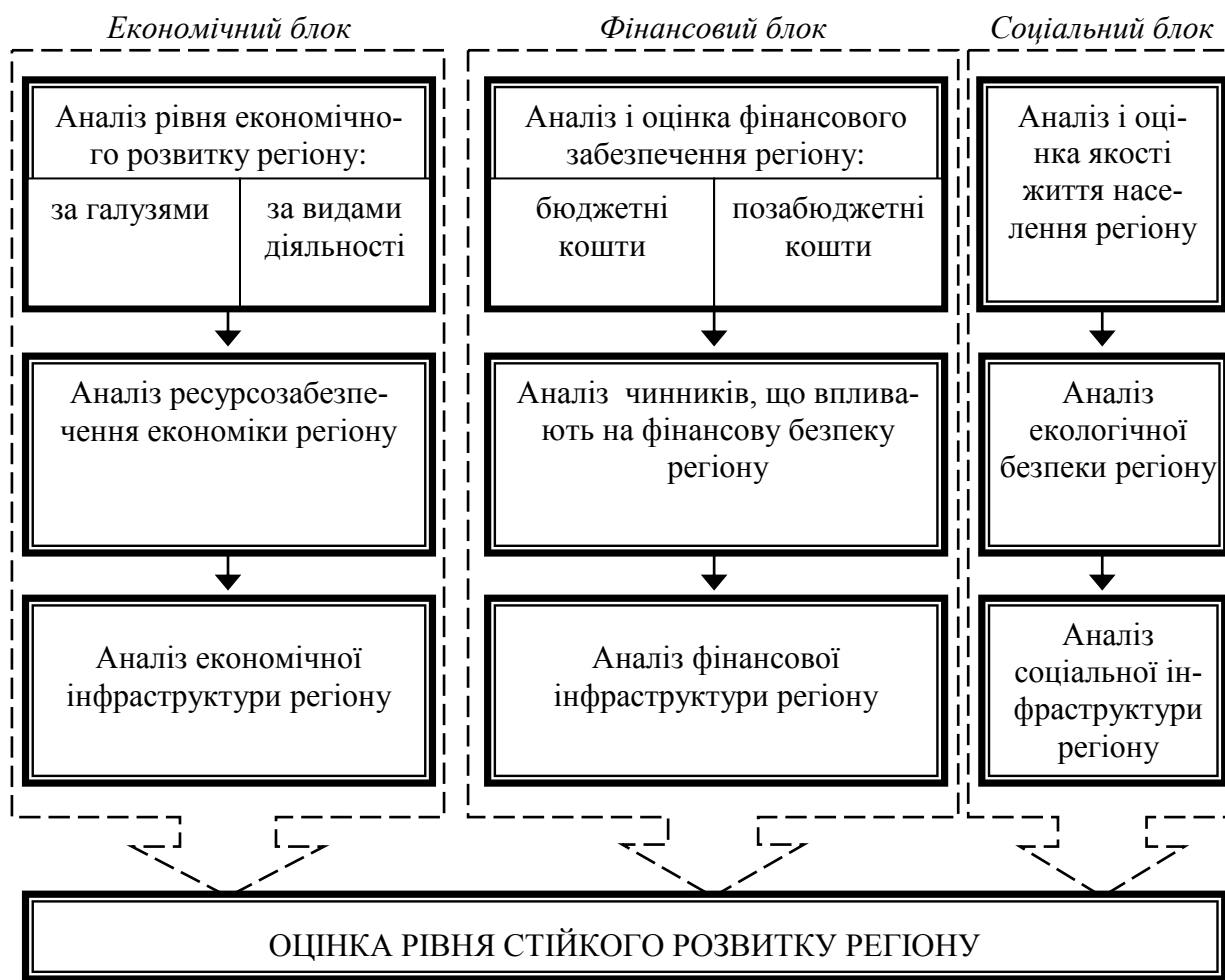 Економічний блок
Фінансовий блок
Соціальний блок
Аналіз рівня економічно-
го розвитку регіону:
за галузями
за видами
діяльності
Аналіз ресурсозабезпе-
чення економіки регіону
Аналіз економічної
інфраструктури регіону
Аналіз і оцінка фінансового
забезпечення регіону:
бюджетні
кошти
позабюджетні
кошти
Аналіз чинників, що вплива-
ють на фінансову безпеку
регіону
Аналіз фінансової
інфраструктури регіону
Аналіз і оці-
нка якості
життя насе-
лення регіону
Аналіз
екологічної
безпеки регіону
Аналіз
соціальної ін-
фраструктури
регіону
ОЦІНКА РІВНЯ СТІЙКОГО РОЗВИТКУ РЕГІОНУ